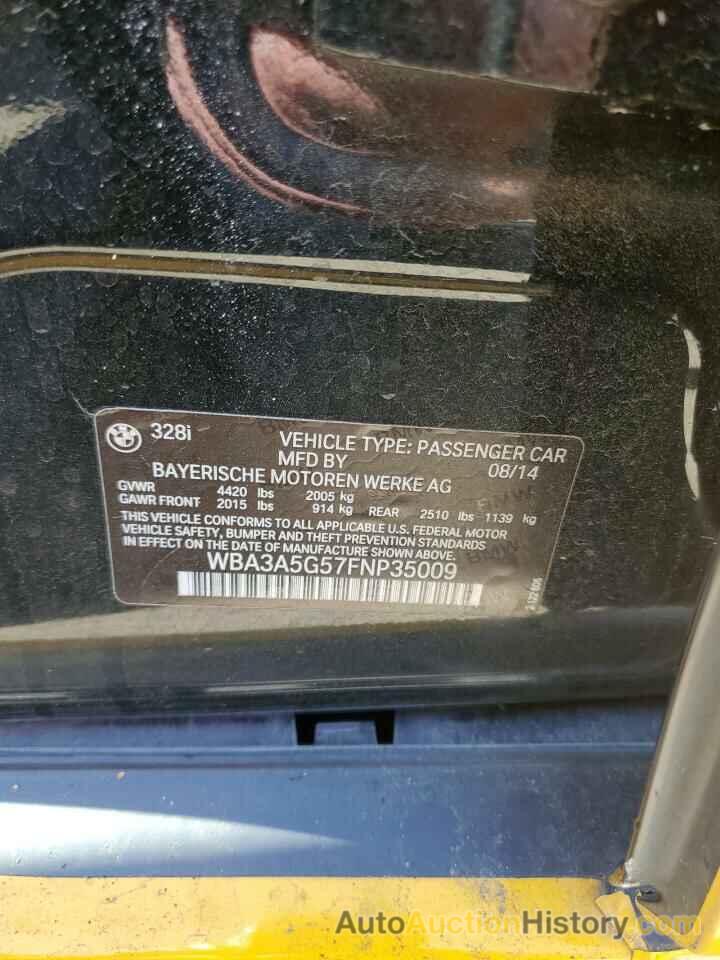 328i
VEHICLE TYPE: PASSENGER CAR
MFD BY
08/14
BAYERISCHE MOTOREN WERKE AG
GVWR 4420 lbs 2005 kg
GAWR FRONT 2015 lbs 914 kg REAR 2510 lbs 1139 kg
THIS VEHICLE CONFORMS TO ALL APPLICABLE U.S. FEDERAL MOTOR
VEHICLE SAFETY, BUMPER AND THEFT PREVENTION STANDARDS
IN EFFECT ON THE DATE OF MANUFACTURE SHOWN ABOVE.
WBA3A5G57FNP35009
AutoAuctionHistory.com